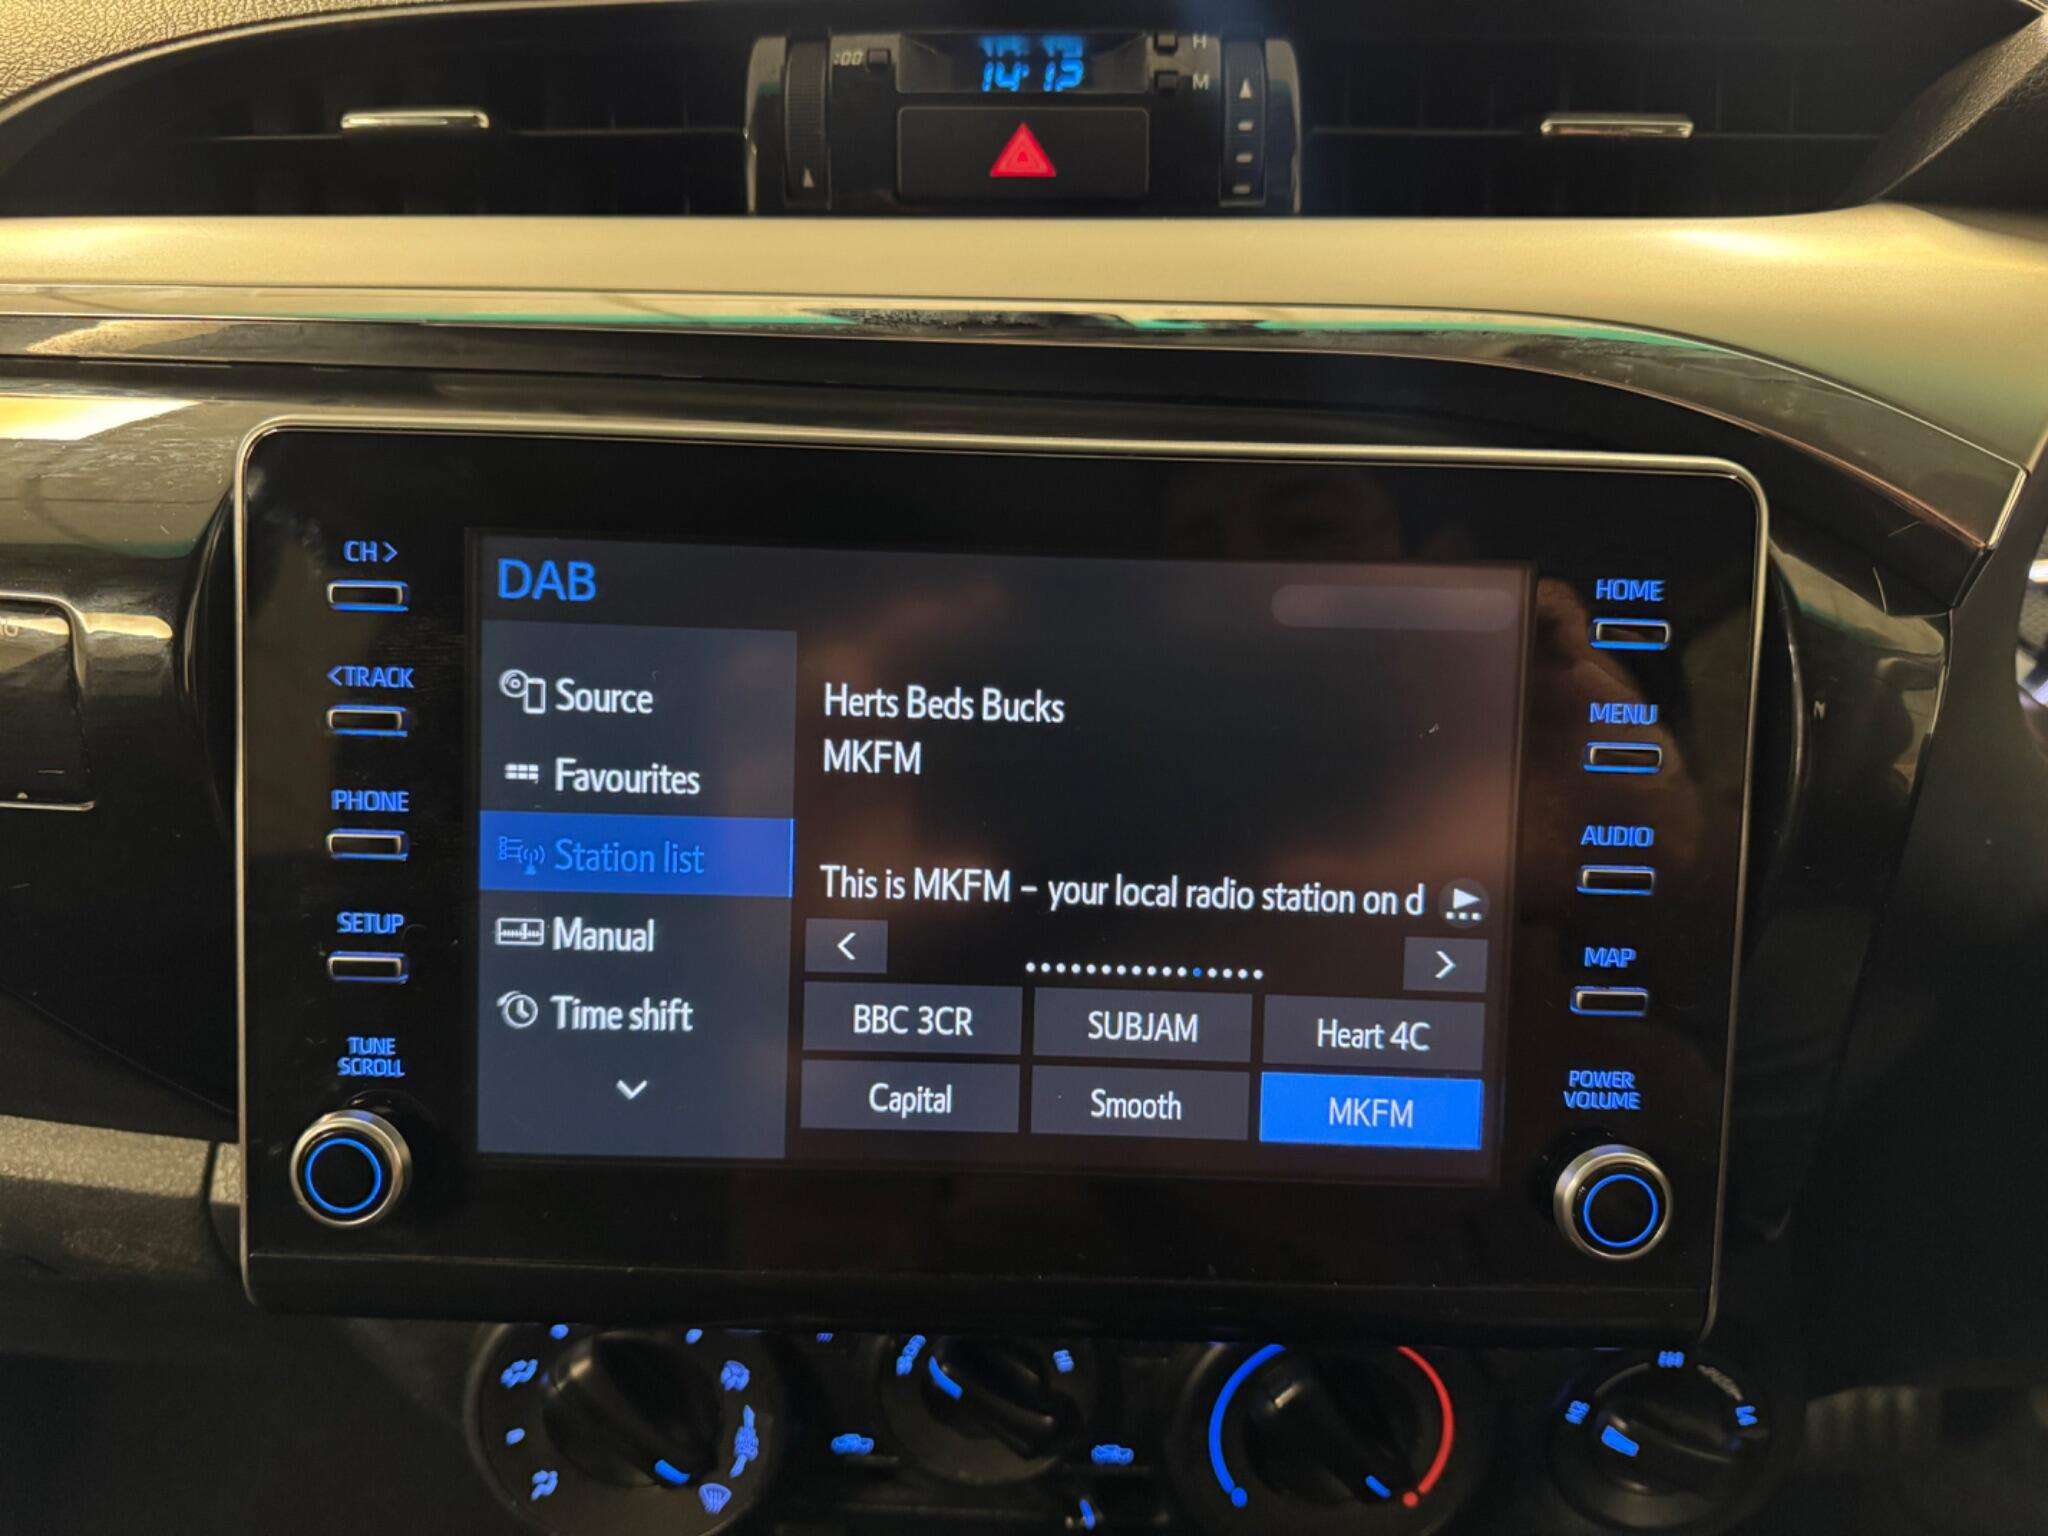 :00
H
M
CH >
<TRACK
PHONE
SETUP
TUNE
SCROLL
DAB
Source
Favourites
Station list
Manual
Time shift
Herts Beds Bucks
MKFM
This is MKFM – your local radio station on d
BBC 3CR
SUBJAM
Heart 4C
Capital
Smooth
MKFM
HOME
MENU
AUDIO
MAP
POWER
VOLUME